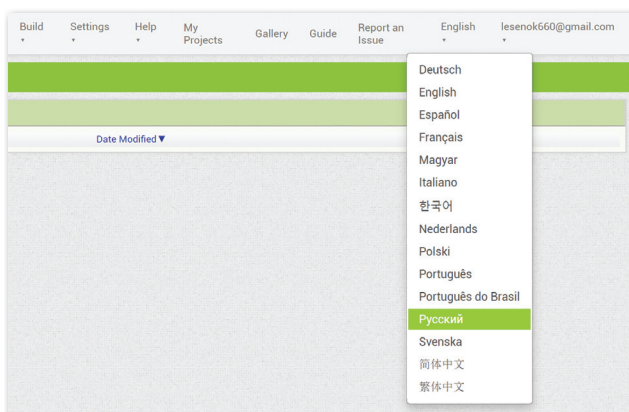 Build Settings Help My Projects Gallery Guide Report an Issue English lesenok660@gmail.com
Date Modified
Deutsch
English
Español
Français
Magyar
Italiano
한국어
Nederlands
Polski
Português
Português do Brasil
Русский
Svenska
简体中文
繁体中文